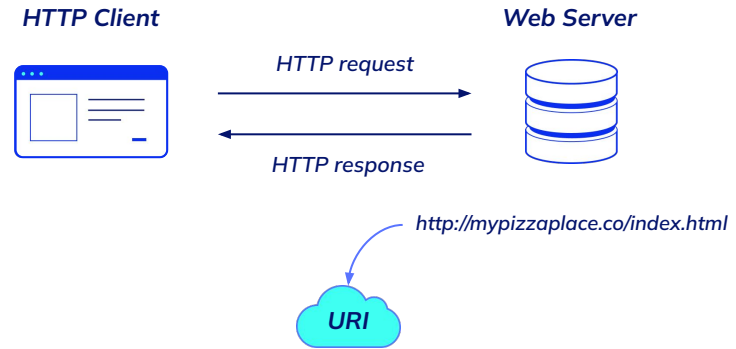 HTTP Client
Web Server
HTTP request
HTTP response
http://mypizzaplace.co/index.html
URI